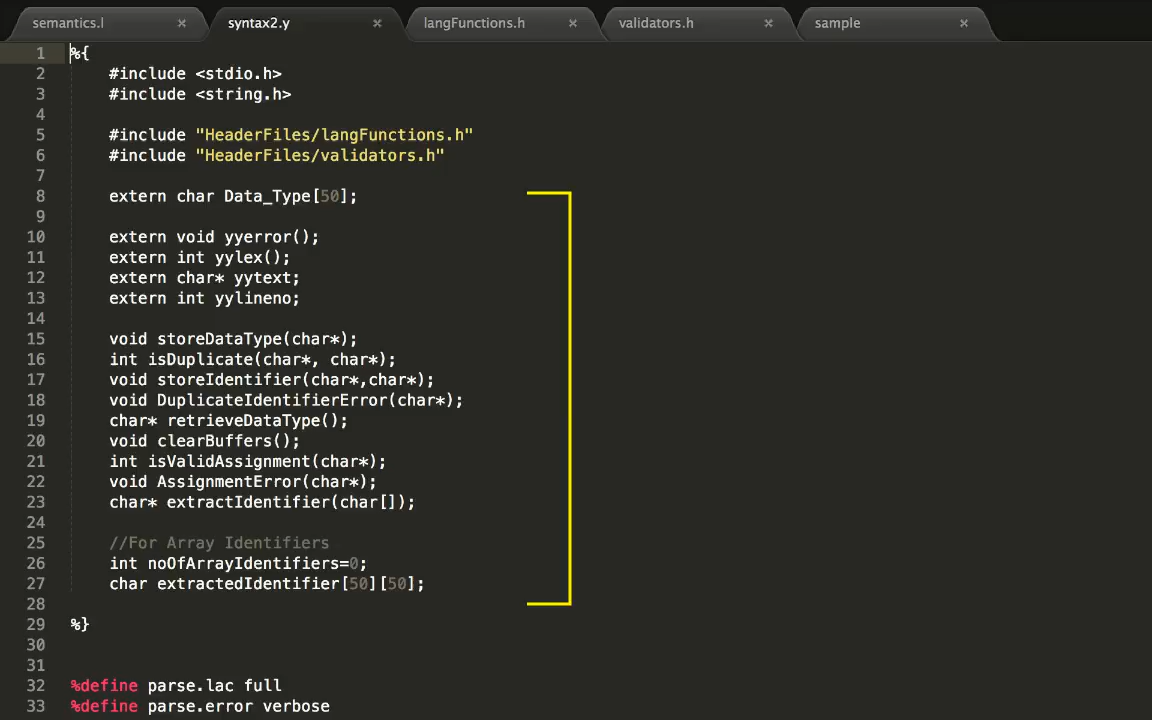 semantics.l × syntax2.y × langFunctions.h × validators.h × sample ×
1 %{
2 #include <stdio.h>
3 #include <string.h>
4
5 #include "HeaderFiles/langFunctions.h"
6 #include "HeaderFiles/validators.h"
7
8 extern char Data_Type[50];
9
10 extern void yyerror();
11 extern int yylex();
12 extern char* yytext;
13 extern int yylineno;
14
15 void storeDataType(char*);
16 int isDuplicate(char*, char*);
17 void storeIdentifier(char*,char*);
18 void DuplicateIdentifierError(char*);
19 char* retrieveDataType();
20 void clearBuffers();
21 int isValidAssignment(char*);
22 void AssignmentError(char*);
23 char* extractIdentifier(char[]);
24
25 //For Array Identifiers
26 int noOfArrayIdentifiers=0;
27 char extractedIdentifier[50][50];
28
29 %}
30
31
32 %define parse.lac full
33 %define parse.error verbose